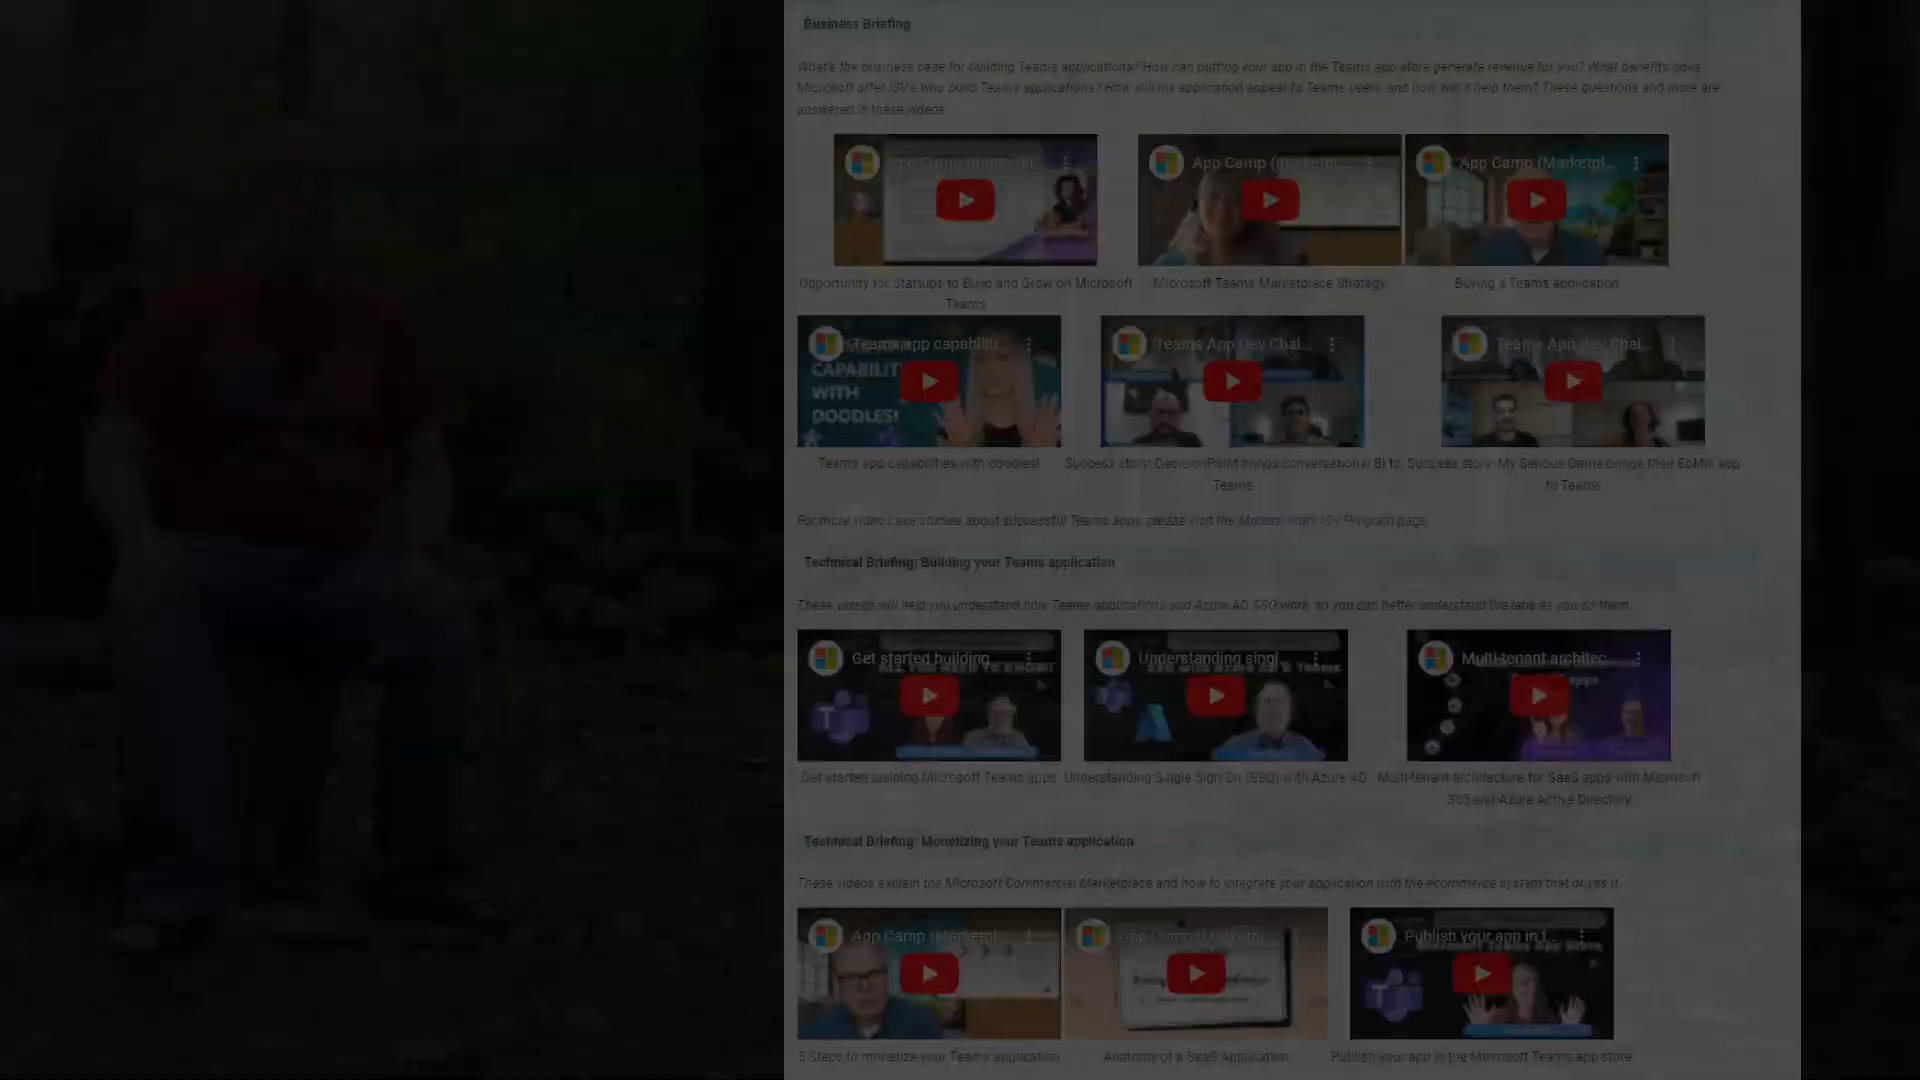 Business Briefing
What's the business case for building Teams applications? How can putting your app in the Teams app store generate revenue for you? What benefits does
Microsoft offer ISV's who build Teams applications? How will my application appeal to Teams users, and how will it help them? These questions and more are
answered in these videos.
App Camp (Marketpl...
App Camp (Marketpl...
App Camp (Marketpl...
Opportunity for Startups to Build and Grow on Microsoft
Teams
Microsoft Teams Marketplace Strategy
Buying a Teams application
Teams app capabiliti...
Teams App Dev Chal...
Teams App Dev Chal...
CAPABILIT
WITH
DOODLES!
Teams app capabilities with doodles!
Success story: DecisionPoint brings conversational BI to
Teams
Success story: My Serious Game brings their EdMill app
to Teams
For more video case studies about successful Teams apps, please visit the Modern Work ISV Program page.
Technical Briefing: Building your Teams application
These videos will help you understand how Teams applications and Azure AD SSO work, so you can better understand the labs as you do them.
Get started building
Understanding singl
Multi-tenant architec
apps
Get started building Microsoft Teams apps
Understanding Single Sign-On (SSO) with Azure AD
Multi-tenant architecture for SaaS apps with Microsoft
365 and Azure Active Directory
Technical Briefing: Monetizing your Teams application
These videos explain the Microsoft Commercial Marketplace and how to integrate your application with the ecommerce system that drives it.
App Camp (Marketpl
App Camp (Marketpl
Publish your app in t...
5 Steps to monetize your Teams application
Anatomy of a SaaS Application
Publish your app in the Microsoft Teams app store